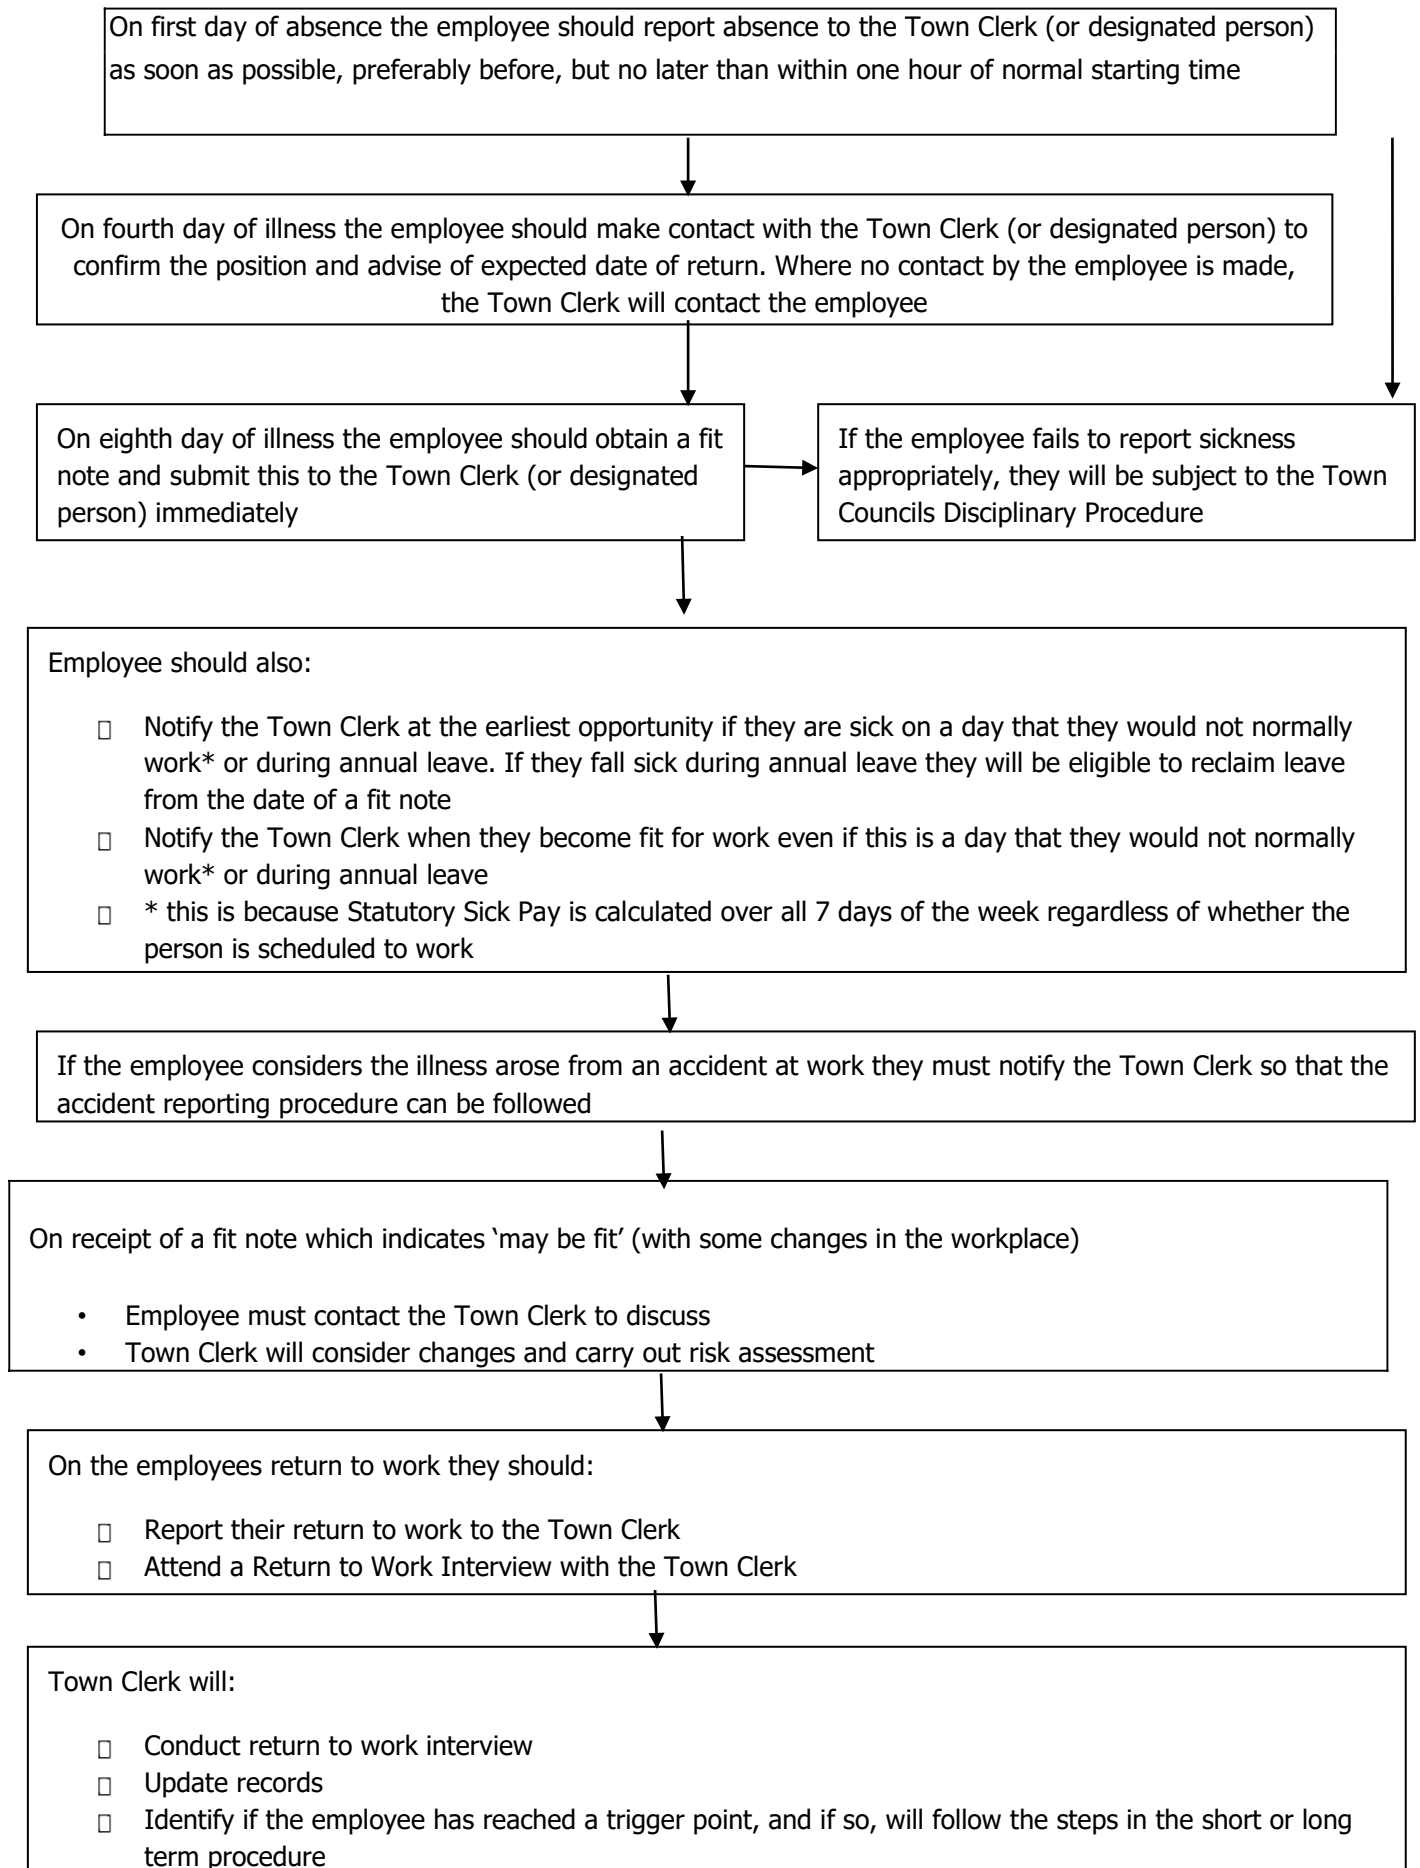 On first day of absence the employee should report absence to the Town Clerk (or designated person)
as soon as possible, preferably before, but no later than within one hour of normal starting time
On fourth day of illness the employee should make contact with the Town Clerk (or designated person) to
confirm the position and advise of expected date of return. Where no contact by the employee is made,
the Town Clerk will contact the employee
On eighth day of illness the employee should obtain a fit
note and submit this to the Town Clerk (or designated
person) immediately
If the employee fails to report sickness
appropriately, they will be subject to the Town
Councils Disciplinary Procedure
Employee should also:
Notify the Town Clerk at the earliest opportunity if they are sick on a day that they would not normally
work* or during annual leave. If they fall sick during annual leave they will be eligible to reclaim leave
from the date of a fit note
Notify the Town Clerk when they become fit for work even if this is a day that they would not normally
work* or during annual leave
* this is because Statutory Sick Pay is calculated over all 7 days of the week regardless of whether the
person is scheduled to work
If the employee considers the illness arose from an accident at work they must notify the Town Clerk so that the
accident reporting procedure can be followed
On receipt of a fit note which indicates ‘may be fit’ (with some changes in the workplace)
• Employee must contact the Town Clerk to discuss
• Town Clerk will consider changes and carry out risk assessment
On the employees return to work they should:
Report their return to work to the Town Clerk
Attend a Return to Work Interview with the Town Clerk
Town Clerk will:
Conduct return to work interview
Update records
Identify if the employee has reached a trigger point, and if so, will follow the steps in the short or long
term procedure